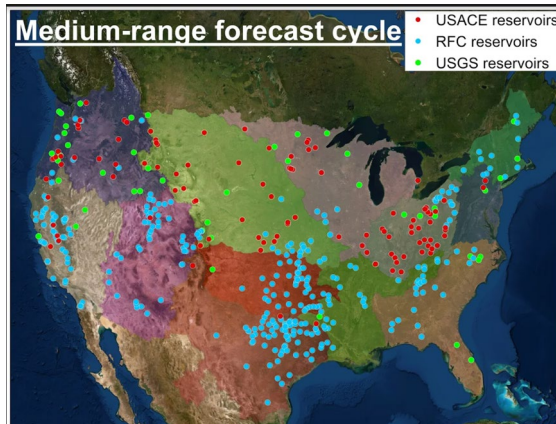 Medium-range forecast cycle
USACE reservoirs
RFC reservoirs
USGS reservoirs